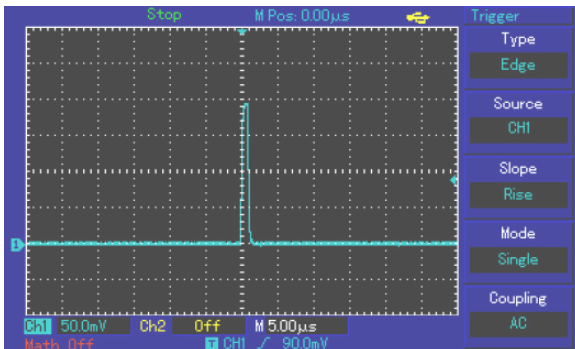 Stop M Pos: 0.00μs Trigger
Type
Edge
Source
CH1
Slope
Rise
Mode
Single
Coupling
AC
1
Ch1 50.0mV Ch2 Off M 5.00μs
Math Off T CH1 90.0mV